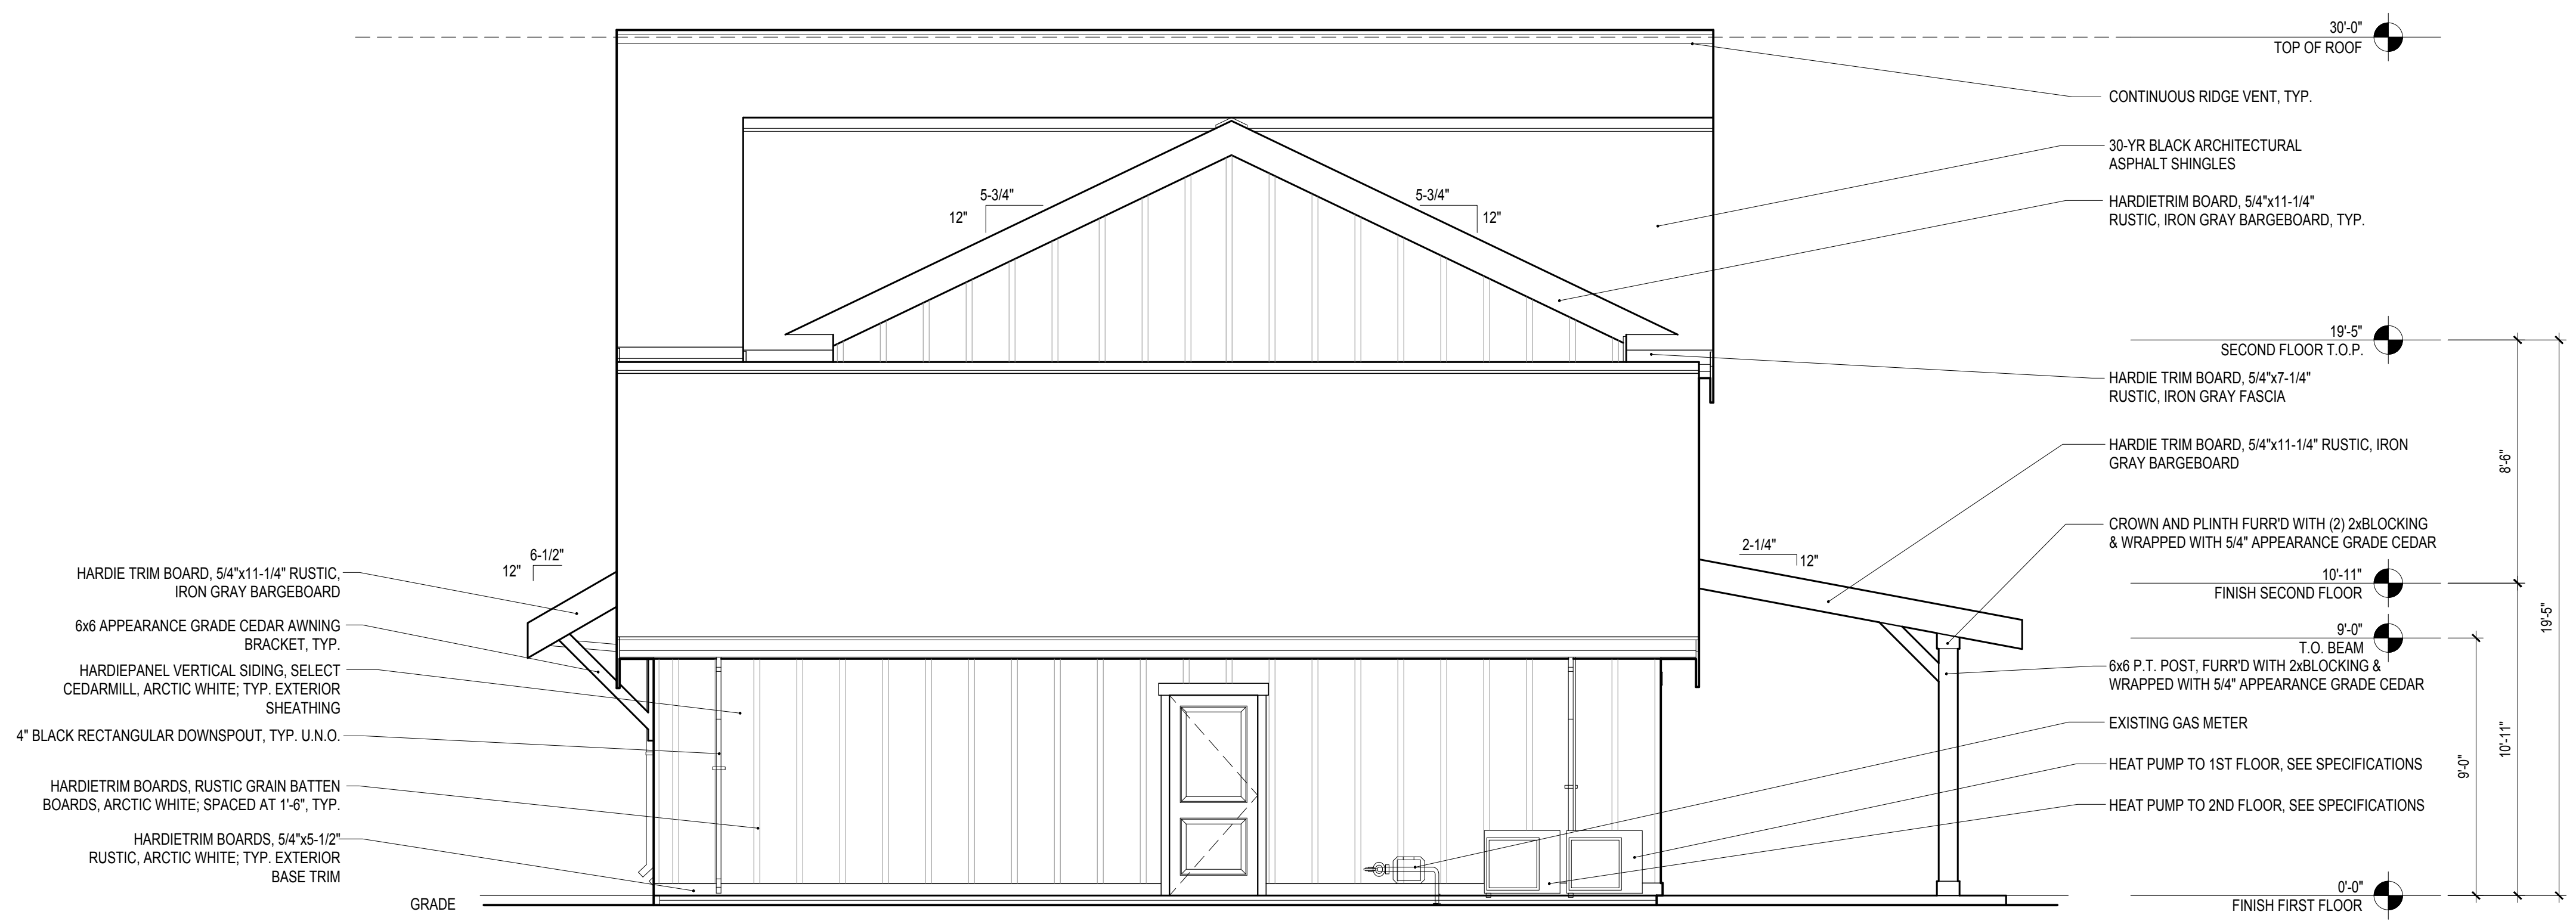 30'-0"
TOP OF ROOF
CONTINUOUS RIDGE VENT, TYP.
30-YR BLACK ARCHITECTURAL
ASPHALT SHINGLES
HARDIETRIM BOARD, 5/4"x11-1/4"
RUSTIC, IRON GRAY BARGEBOARD, TYP.
5-3/4"
12"
5-3/4"
12"
19'-5"
SECOND FLOOR T.O.P.
HARDIE TRIM BOARD, 5/4"x7-1/4"
RUSTIC, IRON GRAY FASCIA
HARDIE TRIM BOARD, 5/4"x11-1/4" RUSTIC, IRON
GRAY BARGEBOARD
8'-6"
CROWN AND PLINTH FURR'D WITH (2) 2xBLOCKING
& WRAPPED WITH 5/4" APPEARANCE GRADE CEDAR
6-1/2"
12"
2-1/4"
12"
10'-11"
FINISH SECOND FLOOR
19'-5"
9'-0"
T.O. BEAM
6x6 P.T. POST, FURR'D WITH 2xBLOCKING &
WRAPPED WITH 5/4" APPEARANCE GRADE CEDAR
EXISTING GAS METER
10'-11"
9'-0"
HEAT PUMP TO 1ST FLOOR, SEE SPECIFICATIONS
HEAT PUMP TO 2ND FLOOR, SEE SPECIFICATIONS
0'-0"
FINISH FIRST FLOOR
HARDIE TRIM BOARD, 5/4"x11-1/4" RUSTIC,
IRON GRAY BARGEBOARD
6x6 APPEARANCE GRADE CEDAR AWNING
BRACKET, TYP.
HARDIEPANEL VERTICAL SIDING, SELECT
CEDARMILL, ARCTIC WHITE; TYP. EXTERIOR
SHEATHING
4" BLACK RECTANGULAR DOWNSPOUT, TYP. U.N.O.
HARDIETRIM BOARDS, RUSTIC GRAIN BATTEN
BOARDS, ARCTIC WHITE; SPACED AT 1'-6", TYP.
HARDIETRIM BOARDS, 5/4"x5-1/2"
RUSTIC, ARCTIC WHITE; TYP. EXTERIOR
BASE TRIM
GRADE